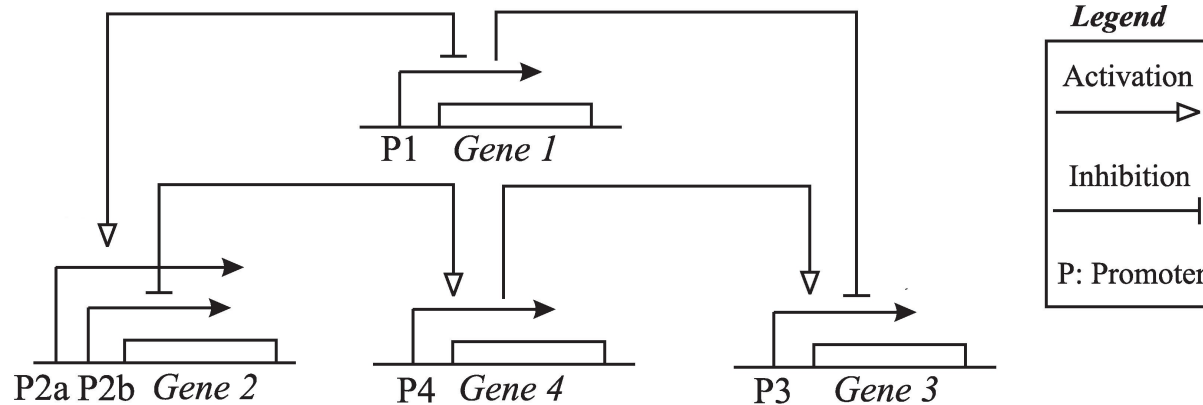 Legend
Activation
Inhibition
P: Promoter
P1 Gene 1
P2a P2b Gene 2
P4 Gene 4
P3 Gene 3